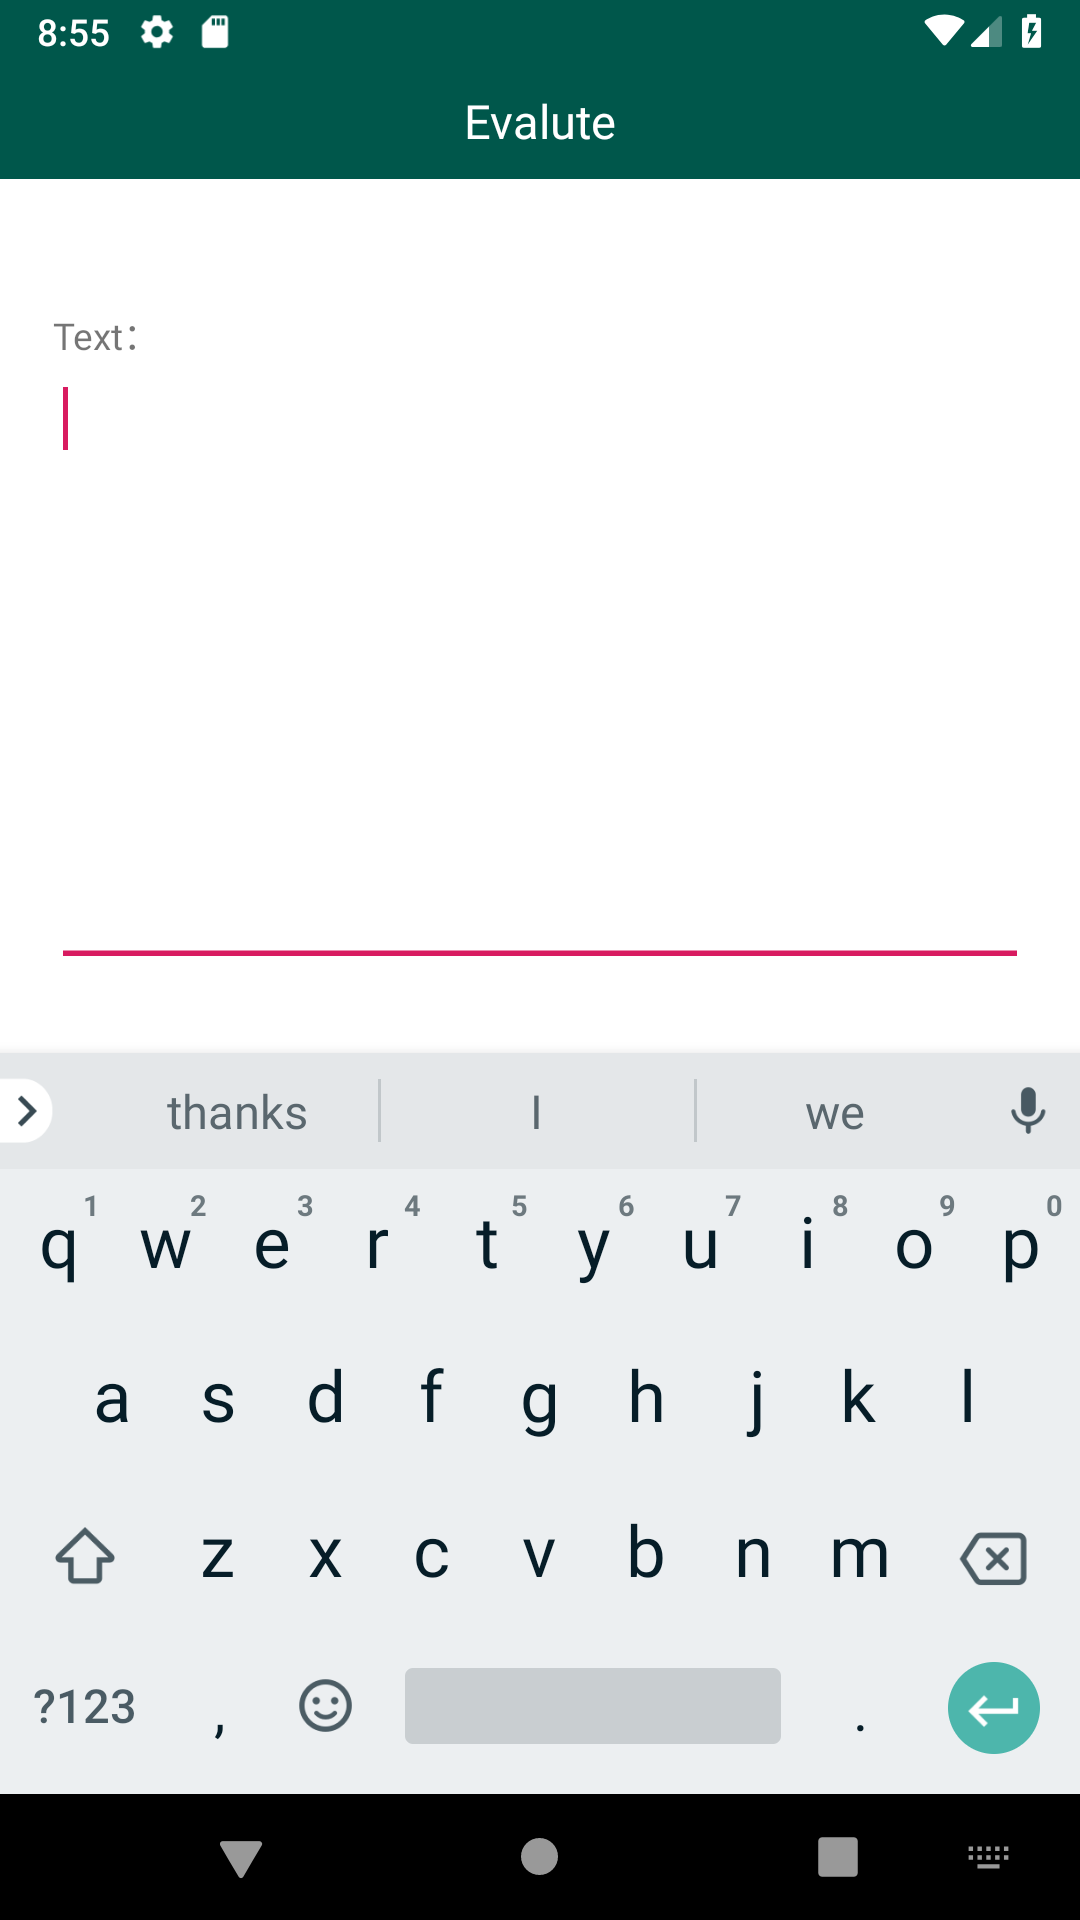 8:55
Evalute
Text:
thanks I we
1 2 3 4 5 6 7 8 9 0
q w e r t y u i o p
a s d f g h j k l
z x c v b n m
?123 , .